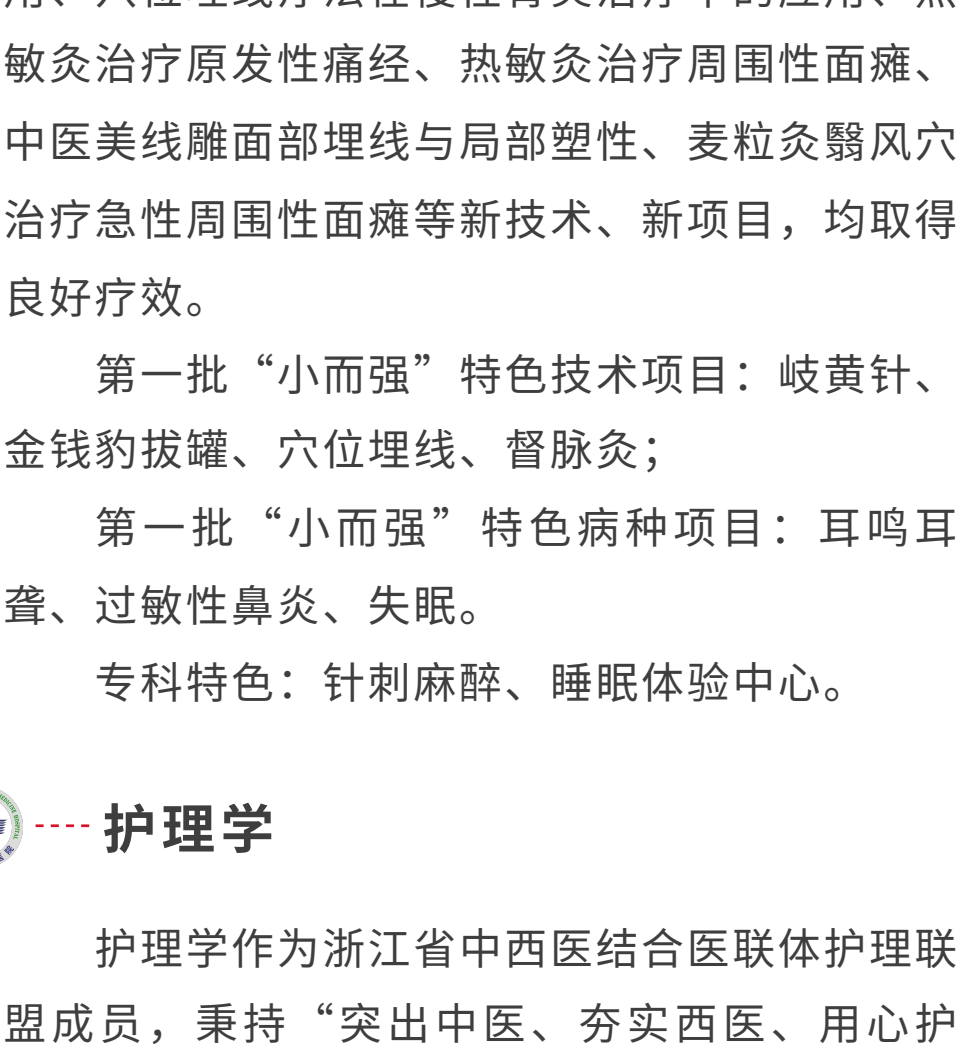 敏灸治疗原发性痛经、热敏灸治疗周围性面瘫、
中医美线雕面部埋线与局部塑性、麦粒灸翳风穴
治疗急性周围性面瘫等新技术、新项目，均取得
良好疗效。
第一批“小而强”特色技术项目：岐黄针、
金钱豹拔罐、穴位埋线、督脉灸；
第一批“小而强”特色病种项目：耳鸣耳
聋、过敏性鼻炎、失眠。
专科特色：针刺麻醉、睡眠体验中心。
护理学
护理学作为浙江省中西医结合医联体护理联
盟成员，秉持“突出中医、夯实西医、用心护